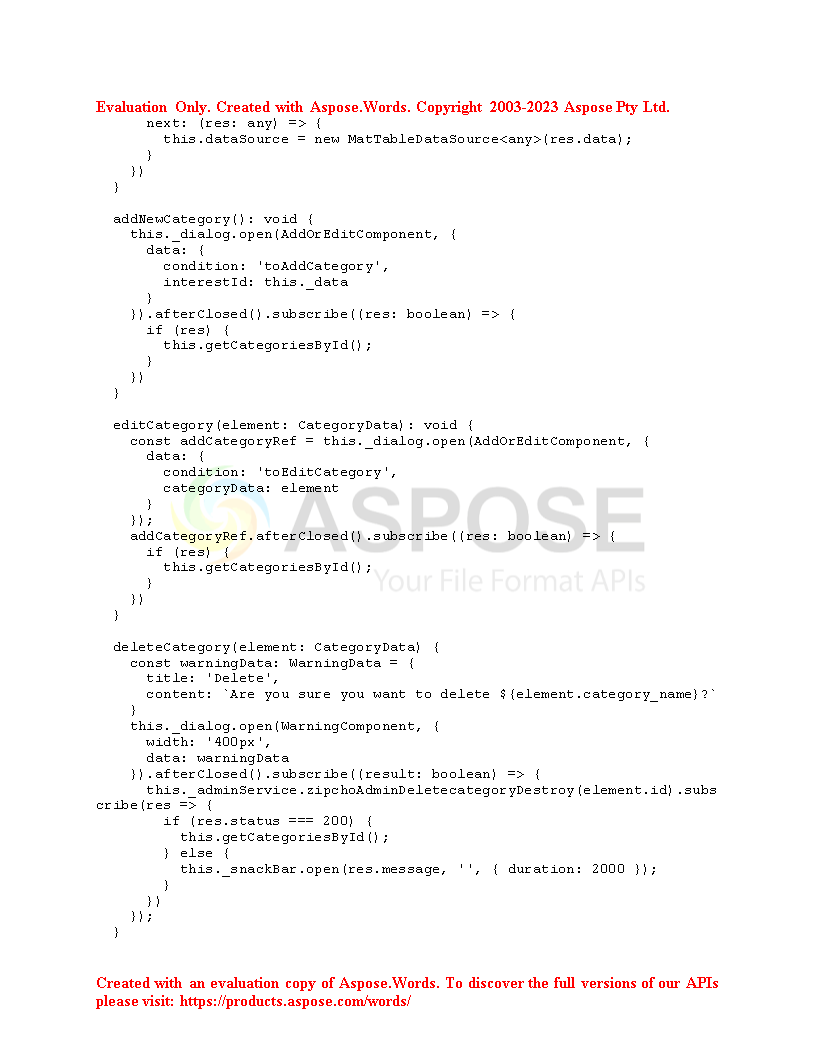 Evaluation Only. Created with Aspose.Words. Copyright 2003-2023 Aspose Pty Ltd.
      next: (res: any) => {
        this.dataSource = new MatTableDataSource<any>(res.data);
      }
    })
  }

  addNewCategory(): void {
    this._dialog.open(AddOrEditComponent, {
      data: {
        condition: 'toAddCategory',
        interestId: this._data
      }
    }).afterClosed().subscribe((res: boolean) => {
      if (res) {
        this.getCategoriesById();
      }
    })
  }

  editCategory(element: CategoryData): void {
    const addCategoryRef = this._dialog.open(AddOrEditComponent, {
      data: {
        condition: 'toEditCategory',
        categoryData: element
      }
    });
    addCategoryRef.afterClosed().subscribe((res: boolean) => {
      if (res) {
        this.getCategoriesById();
      }
    })
  }

  deleteCategory(element: CategoryData) {
    const warningData: WarningData = {
      title: 'Delete',
      content: `Are you sure you want to delete ${element.category_name}?`
    }
    this._dialog.open(WarningComponent, {
      width: '400px',
      data: warningData
    }).afterClosed().subscribe((result: boolean) => {
      this._adminService.zipchoAdminDeletecategoryDestroy(element.id).subs
cribe(res => {
        if (res.status === 200) {
          this.getCategoriesById();
        } else {
          this._snackBar.open(res.message, '', { duration: 2000 });
        }
      })
    });
  }
ASPOSE
Your File Format APIs
Created with an evaluation copy of Aspose.Words. To discover the full versions of our APIs
please visit: https://products.aspose.com/words/